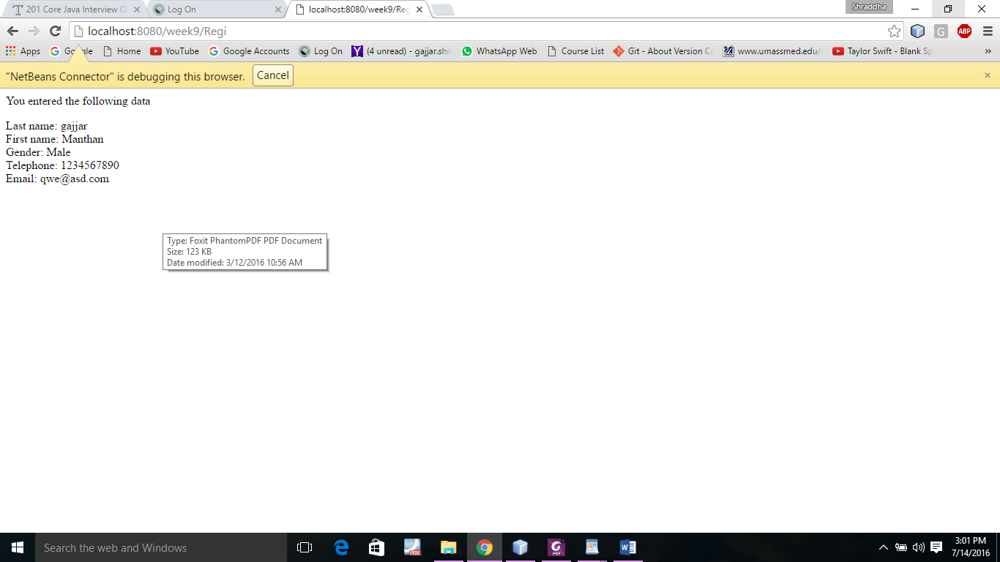 201 Core Java Interview Q
Log On
localhost:8080/week9/Reg
Shraddha
localhost:8080/week9/Regi
G
ABP
Apps
Google
Home
YouTube
Google Accounts
Log On
(4 unread) - gajjar.shr
WhatsApp Web
Course List
Git - About Version Co
www.umassmed.edu/
Taylor Swift - Blank Sp
»
"NetBeans Connector" is debugging this browser.
Cancel
You entered the following data
Last name: gajjar
First name: Manthan
Gender: Male
Telephone: 1234567890
Email: qwe@asd.com
Type: Foxit PhantomPDF PDF Document
Size: 123 KB
Date modified: 3/12/2016 10:56 AM
Search the web and Windows
PDF
3:01 PM
7/14/2016